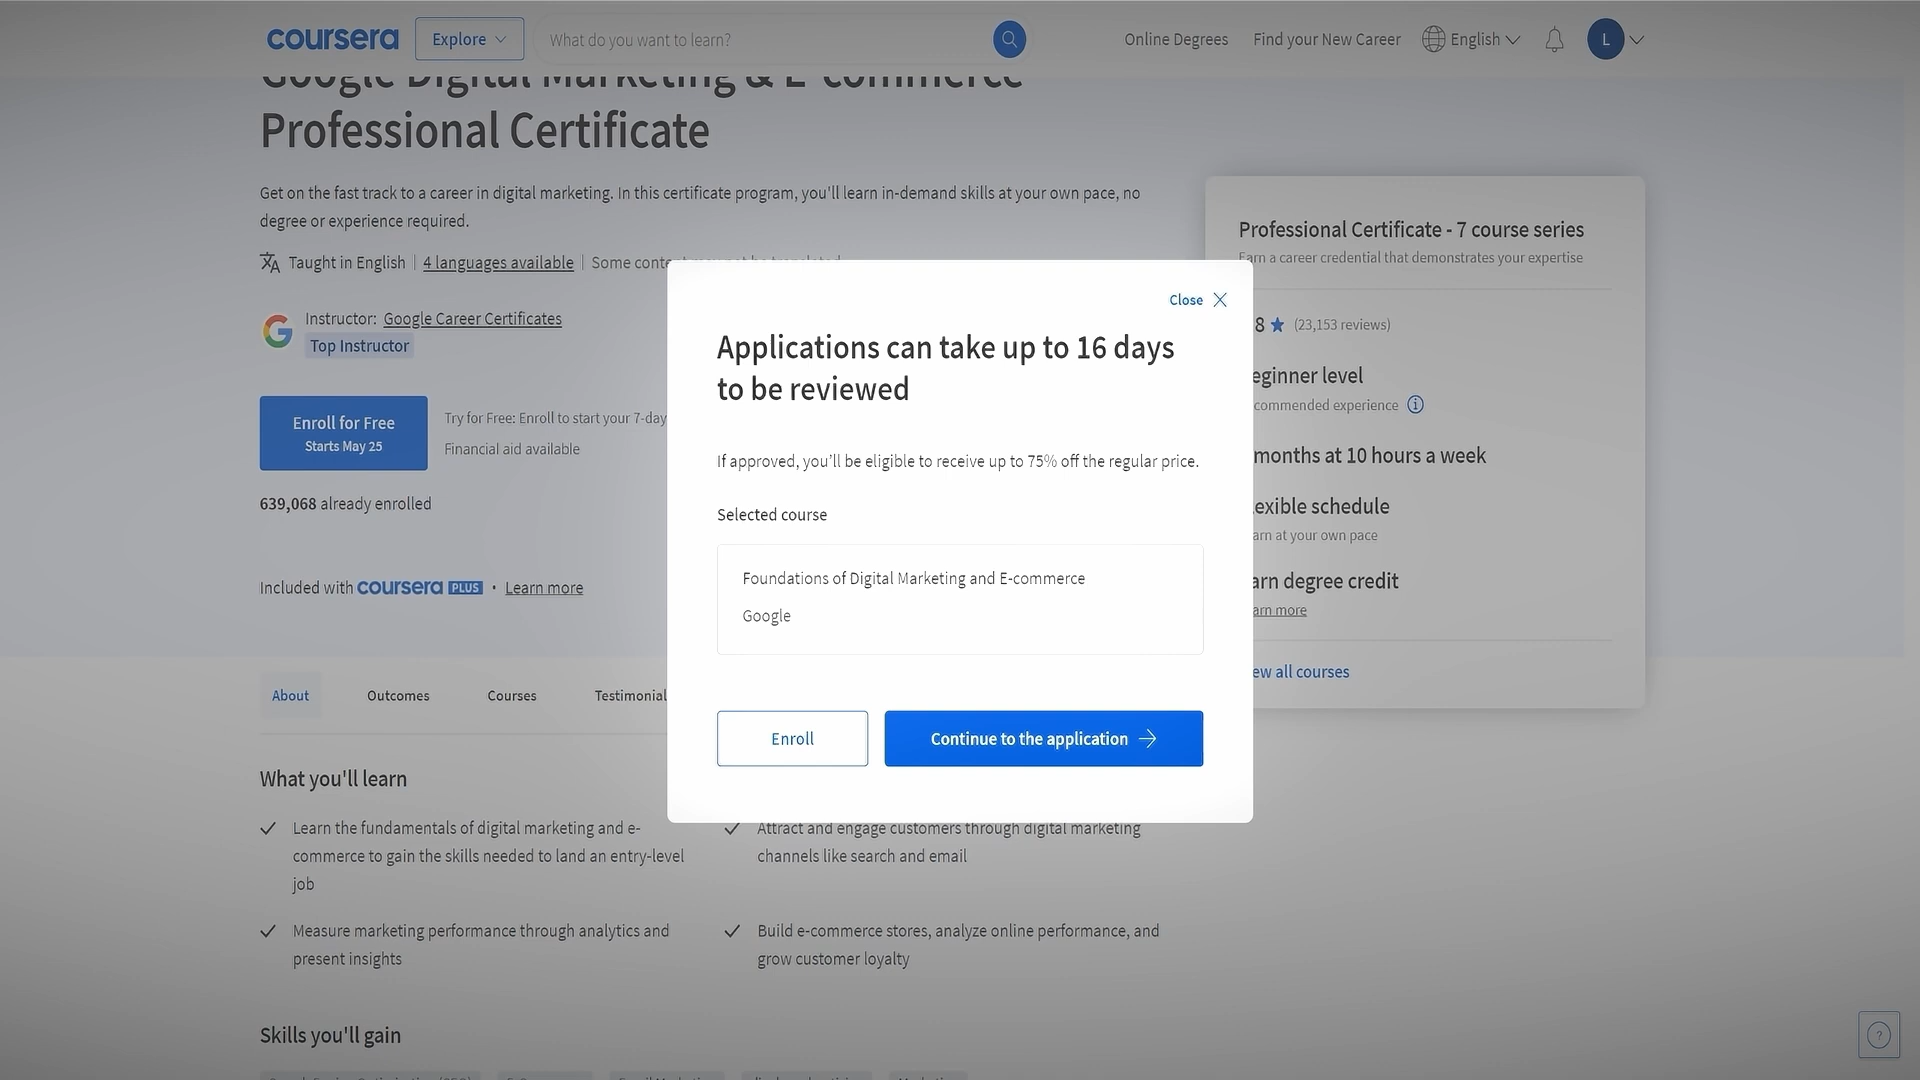 coursera
Explore
What do you want to learn?
Online Degrees
Find your New Career
English
L
Google Digital Marketing & E-commerce
Professional Certificate
Get on the fast track to a career in digital marketing. In this certificate program, you'll learn in-demand skills at your own pace, no
degree or experience required.
Taught in English
4 languages available
Some content may not be translated
Instructor: Google Career Certificates
Top Instructor
Enroll for Free
Starts May 25
Try for Free: Enroll to start your 7-day
Financial aid available
639,068 already enrolled
Included with coursera PLUS • Learn more
About
Outcomes
Courses
Testimonial
What you'll learn
Learn the fundamentals of digital marketing and e-
commerce to gain the skills needed to land an entry-level
job
Attract and engage customers through digital marketing
channels like search and email
Measure marketing performance through analytics and
present insights
Build e-commerce stores, analyze online performance, and
grow customer loyalty
Skills you'll gain
Close
Applications can take up to 16 days
to be reviewed
If approved, you’ll be eligible to receive up to 75% off the regular price.
Selected course
Foundations of Digital Marketing and E-commerce
Google
Enroll
Continue to the application
Professional Certificate - 7 course series
Earn a career credential that demonstrates your expertise
8 ★ (23,153 reviews)
eginner level
commended experience
months at 10 hours a week
exible schedule
arn at your own pace
arn degree credit
arn more
ew all courses